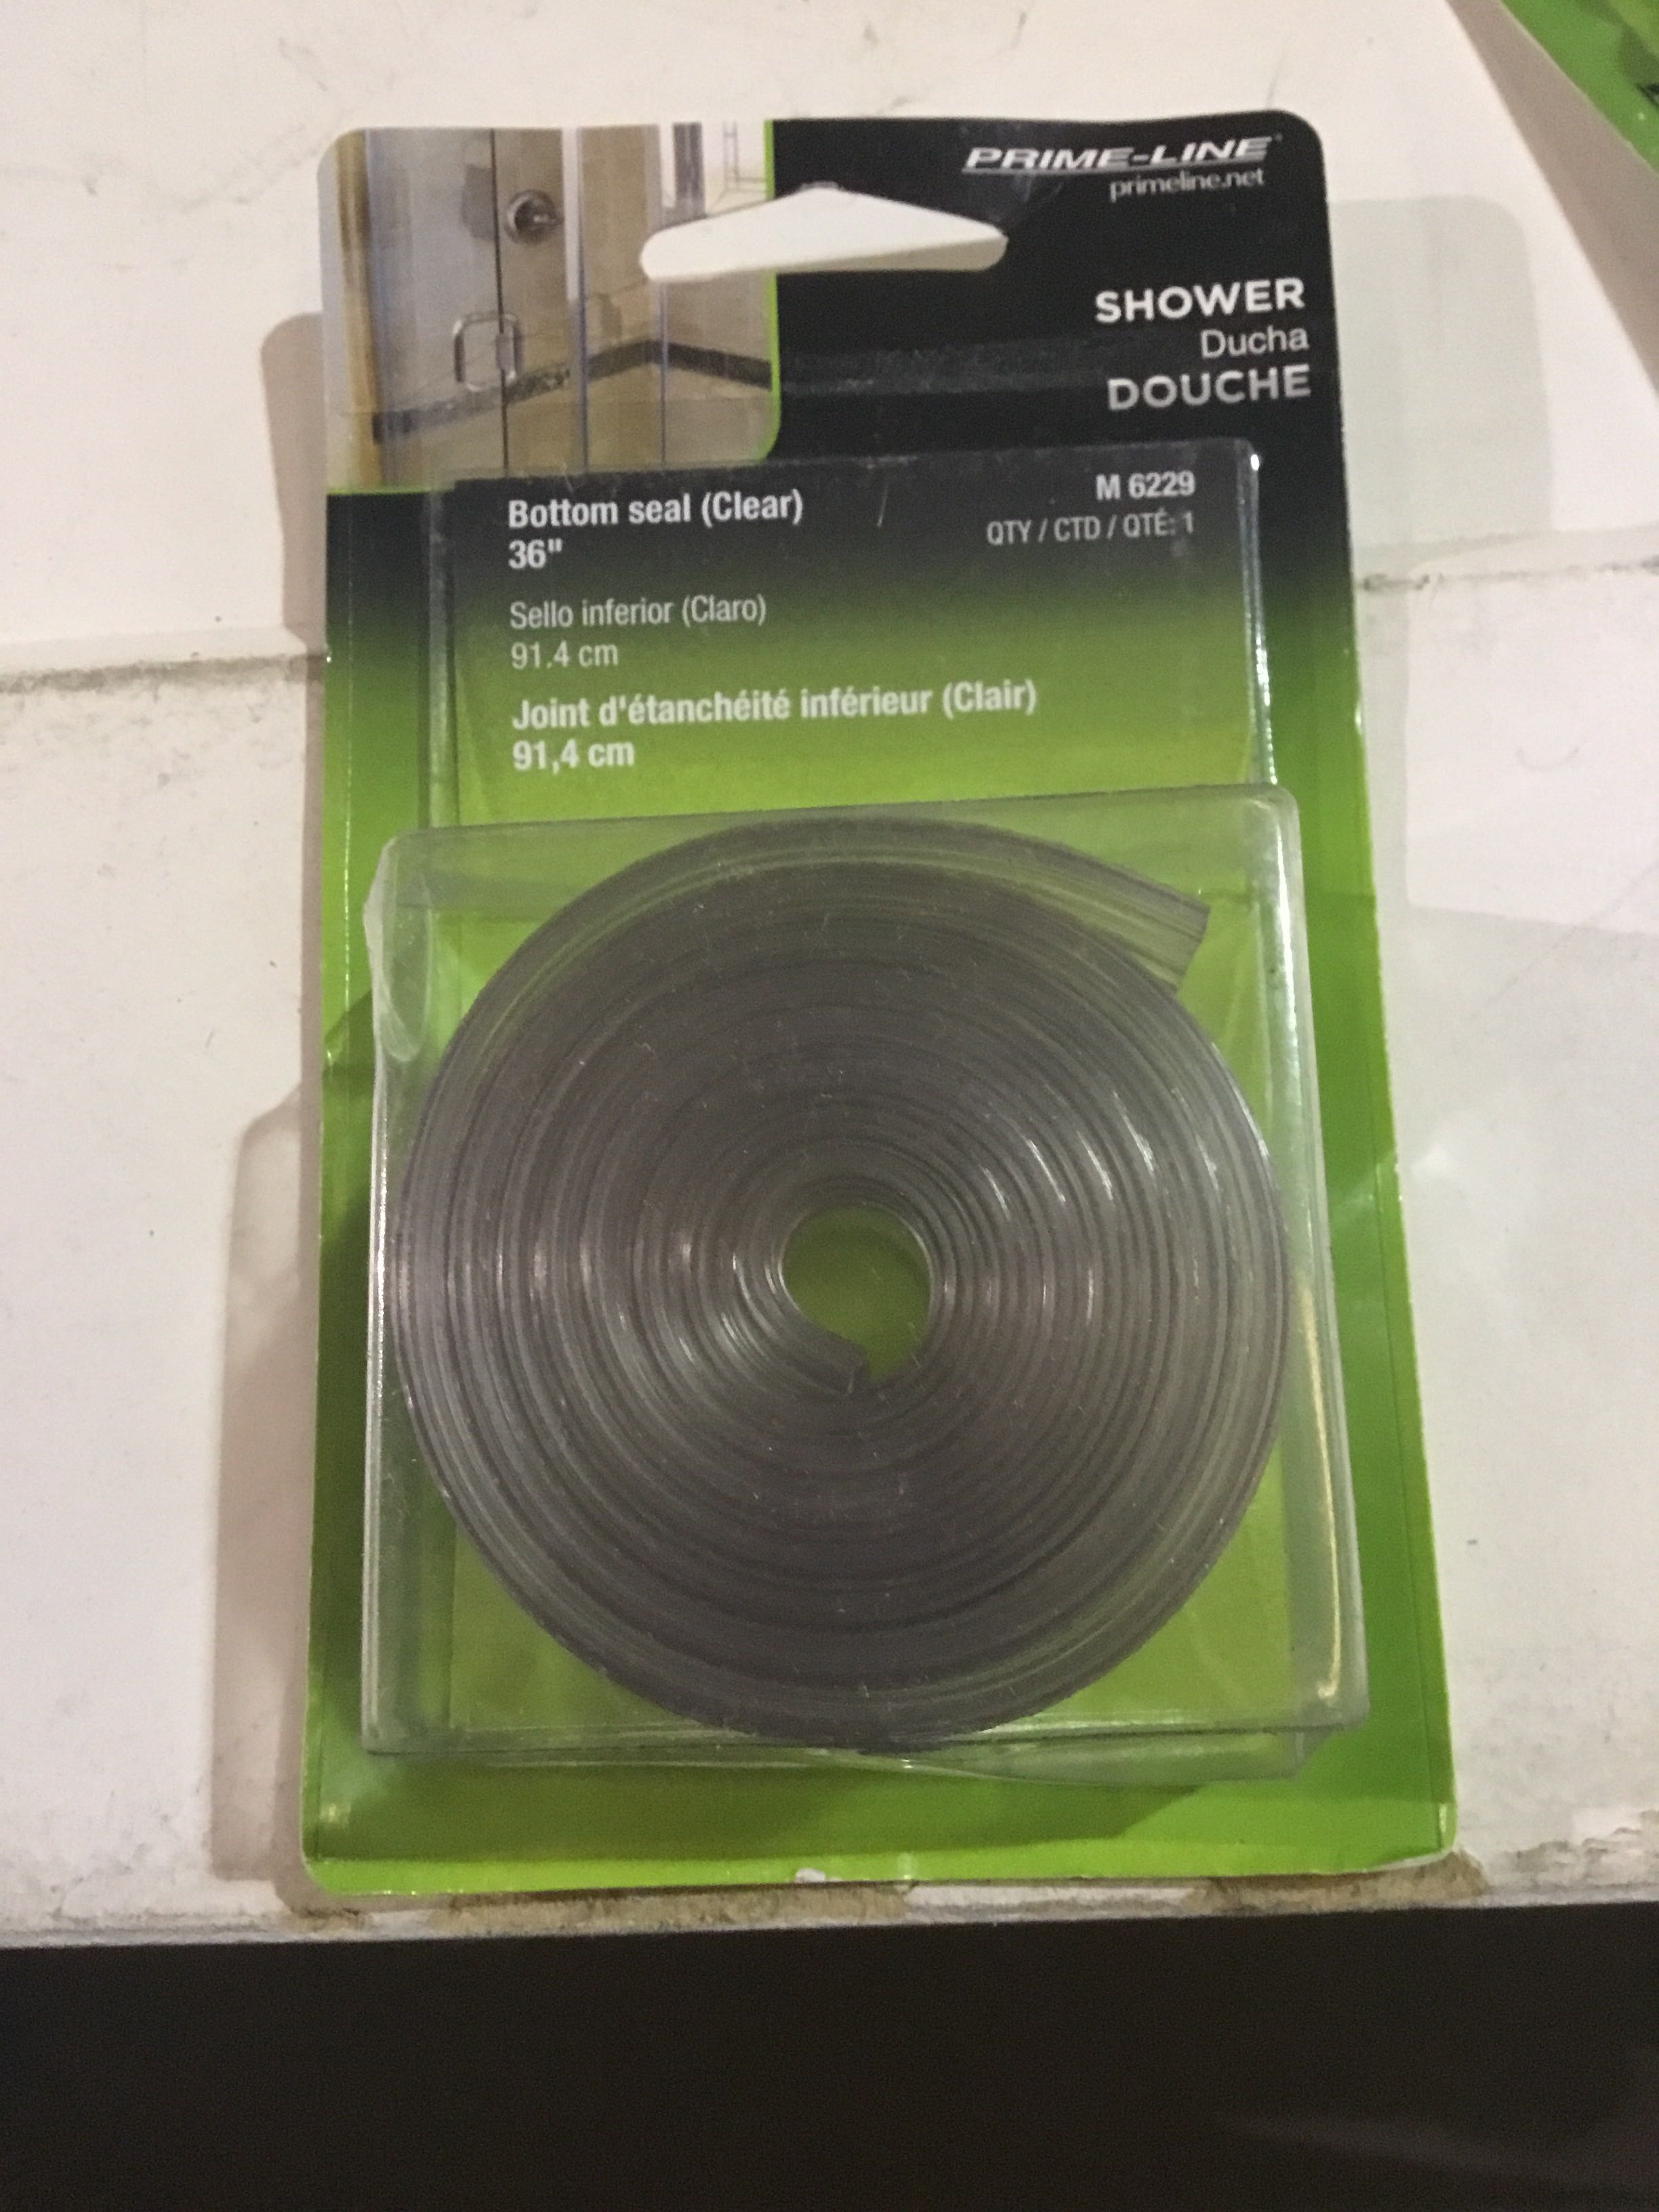 PRIME-LINE®
primeline.net
SHOWER
Ducha
DOUCHE
Bottom seal (Clear)
36"
M 6229
QTY / CTD / QTÉ: 1
Sello inferior (Claro)
91.4 cm
Joint d'étanchéité inférieur (Clair)
91,4 cm